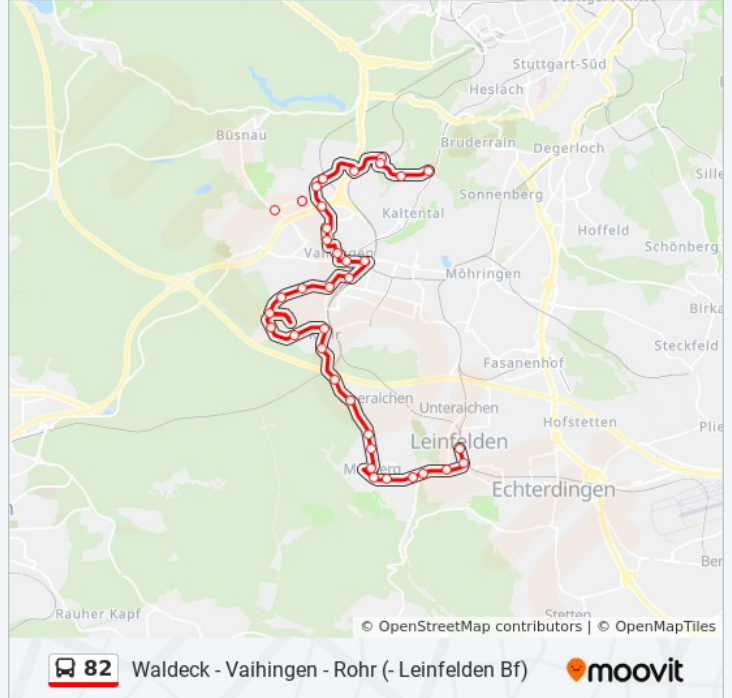 Stuttgart-Süd
Heslach
Büsnau
Bruderrain
Degerloch
Sille
Sonnenberg
Kaltental
Hoffeld
Schönberg
Möhringen
Birka
Steckfeld
Fasanenhof
Unteraichen
Hofstetten
Plie
Leinfelden
Echterdingen
Ber
Rauher Kapf
Stetten
© OpenStreetMap contributors | © OpenMapTiles
82 Waldeck - Vaihingen - Rohr (- Leinfelden Bf) moovit